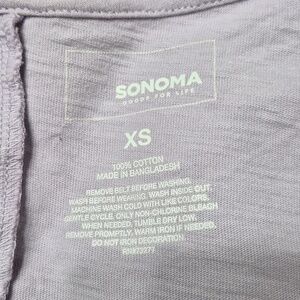 SONOMA
GOODS FOR LIFE
XS
100% COTTON
MADE IN BANGLADESH
REMOVE BELT BEFORE WASHING.
WASH BEFORE WEARING. WASH INSIDE OUT.
MACHINE WASH COLD WITH LIKE COLORS.
GENTLE CYCLE. ONLY NON-CHLORINE BLEACH
WHEN NEEDED. TUMBLE DRY LOW.
REMOVE PROMPTLY. WARM IRON IF NEEDED.
DO NOT IRON DECORATION.